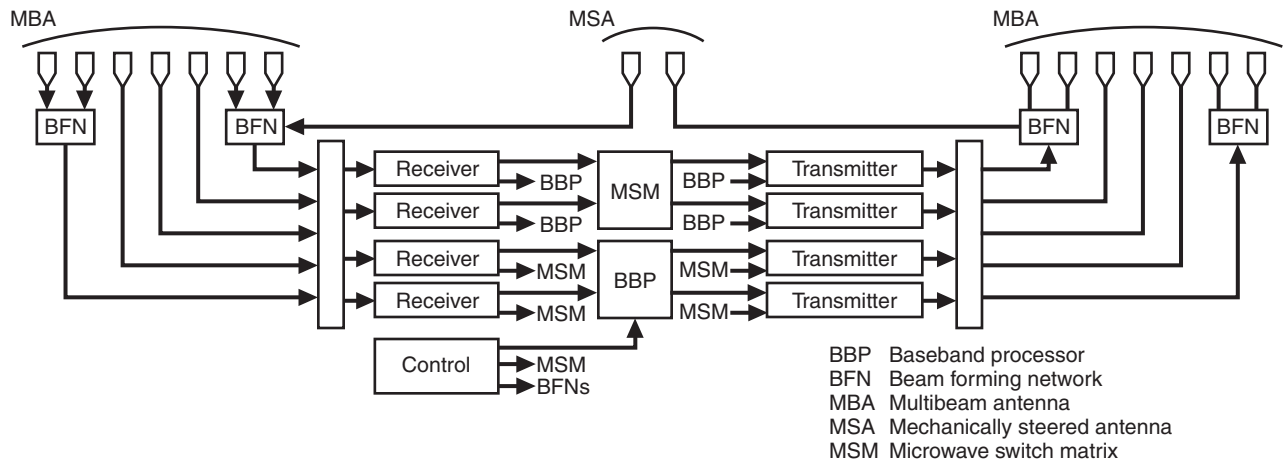 MBA
MSA
MBA
BFN
BFN
BFN
BFN
Receiver
BBP
MSM
BBP
Transmitter
Receiver
BBP
BBP
Transmitter
Receiver
MSM
BBP
MSM
Transmitter
Receiver
MSM
MSM
Transmitter
Control
MSM
BFNs
BBP Baseband processor
BFN Beam forming network
MBA Multibeam antenna
MSA Mechanically steered antenna
MSM Microwave switch matrix